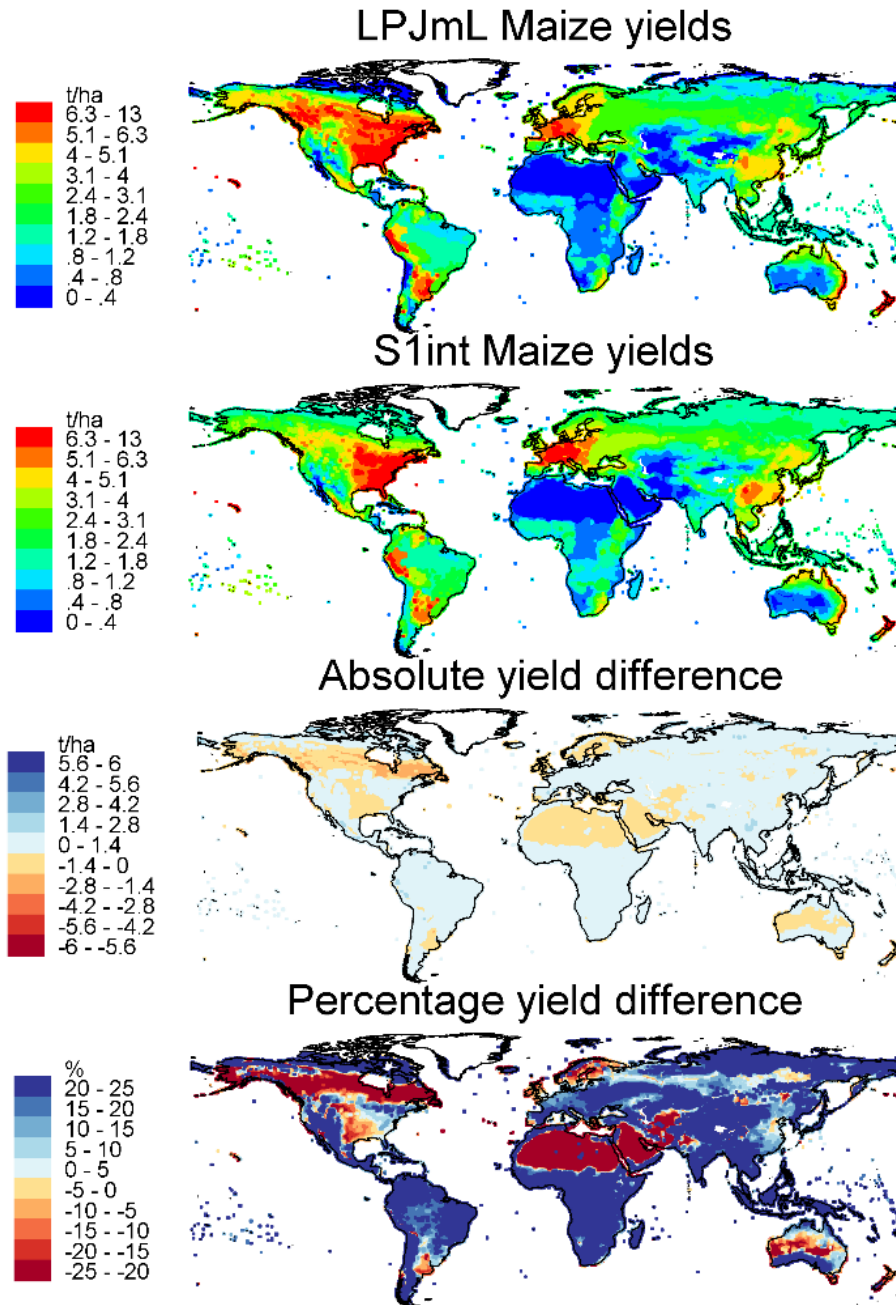 LPJmL Maize yields
t/ha
6.3 - 13
5.1 - 6.3
4 - 5.1
3.1 - 4
2.4 - 3.1
1.8 - 2.4
1.2 - 1.8
.8 - 1.2
.4 - .8
0 - .4
S1int Maize yields
t/ha
6.3 - 13
5.1 - 6.3
4 - 5.1
3.1 - 4
2.4 - 3.1
1.8 - 2.4
1.2 - 1.8
.8 - 1.2
.4 - .8
0 - .4
Absolute yield difference
t/ha
5.6 - 6
4.2 - 5.6
2.8 - 4.2
1.4 - 2.8
0 - 1.4
-1.4 - 0
-2.8 - -1.4
-4.2 - -2.8
-5.6 - -4.2
-6 - -5.6
Percentage yield difference
%
20 - 25
15 - 20
10 - 15
5 - 10
0 - 5
-5 - 0
-10 - -5
-15 - -10
-20 - -15
-25 - -20